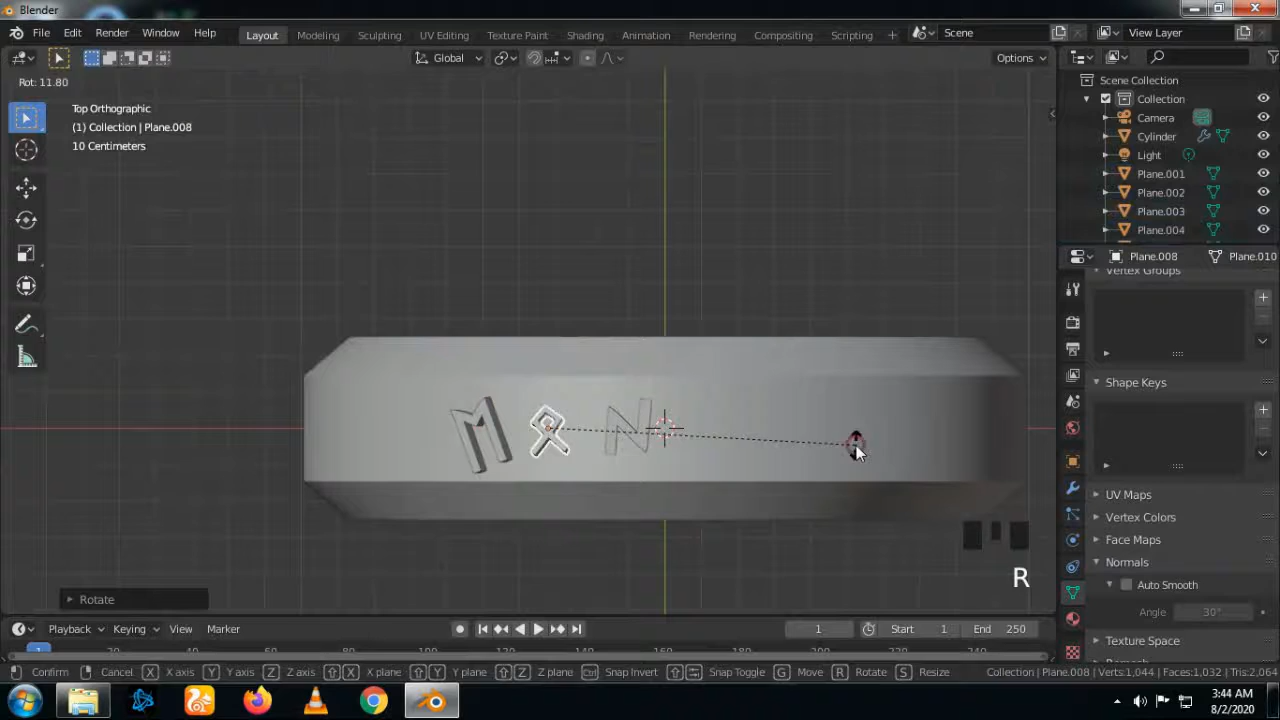 Blender
File Edit Render Window Help
Layout Modeling Sculpting UV Editing Texture Paint Shading Animation Rendering Compositing Scripting
Scene
View Layer
Global
Options
Rot: 11.80
Top Orthographic
(1) Collection | Plane.008
10 Centimeters
Scene Collection
Collection
Camera
Cylinder
Light
Plane.001
Plane.002
Plane.003
Plane.004
Plane.008 Plane.010
Vertex Groups
Shape Keys
UV Maps
Vertex Colors
Face Maps
Normals
Auto Smooth
Angle 30°
Texture Space
R
Rotate
Playback Keying View Marker
1
Start 1 End 250
1
Confirm Cancel X X axis Y Y axis Z Z axis X X plane Y Y plane Z Z plane Ctrl Snap Invert Snap Toggle G Move R Rotate S Resize Collection | Plane.008 | Verts:1,044 | Faces:1,032 | Tris:2,064
3:44 AM
8/2/2020